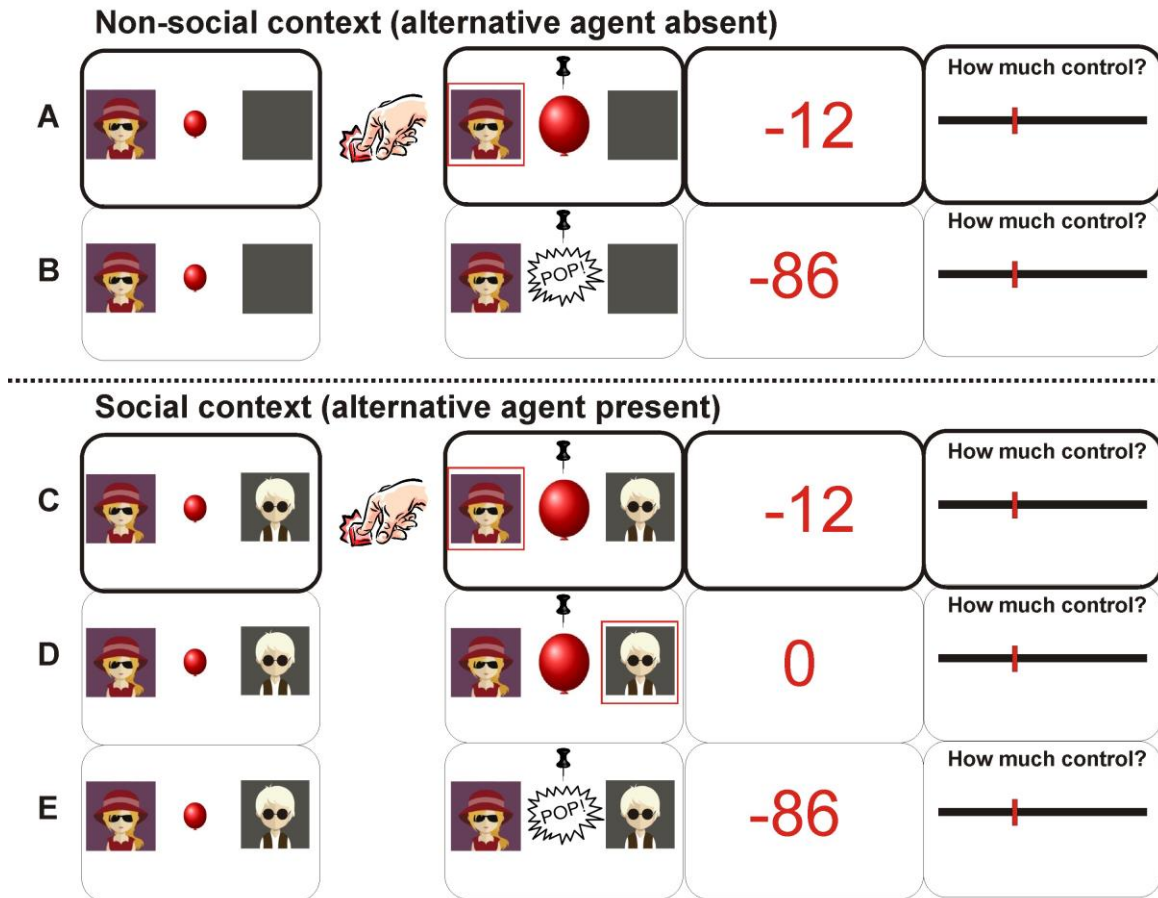 Non-social context (alternative agent absent)
A
-12
How much control?
B
POP!
-86
How much control?
Social context (alternative agent present)
C
-12
How much control?
D
0
How much control?
E
POP!
-86
How much control?